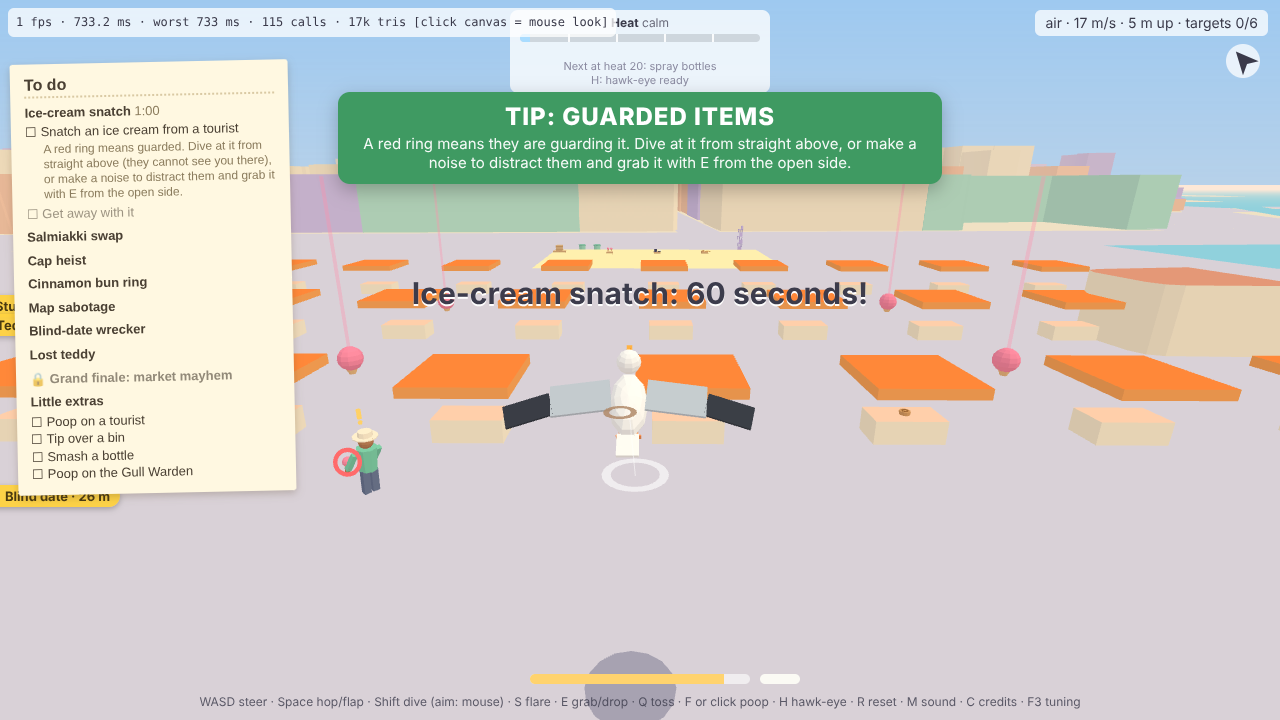 1 fps · 733.2 ms · worst 733 ms · 115 calls · 17k tris [click canvas = mouse look]
Heat calm
Next at heat 20: spray bottles
H: hawk-eye ready
air · 17 m/s · 5 m up · targets 0/6
TIP: GUARDED ITEMS
A red ring means they are guarding it. Dive at it from straight above, or make a
noise to distract them and grab it with E from the open side.
To do
Ice-cream snatch 1:00
☐ Snatch an ice cream from a tourist
A red ring means guarded. Dive at it from
straight above (they cannot see you there),
or make a noise to distract them and grab it
with E from the open side.
☐ Get away with it
Salmiakki swap
Cap heist
Cinnamon bun ring
Map sabotage
Blind-date wrecker
Lost teddy
🔒 Grand finale: market mayhem
Little extras
☐ Poop on a tourist
☐ Tip over a bin
☐ Smash a bottle
☐ Poop on the Gull Warden
Ice-cream snatch: 60 seconds!
Blind date · 26 m
WASD steer · Space hop/flap · Shift dive (aim: mouse) · S flare · E grab/drop · Q toss · F or click poop · H hawk-eye · R reset · M sound · C credits · F3 tuning